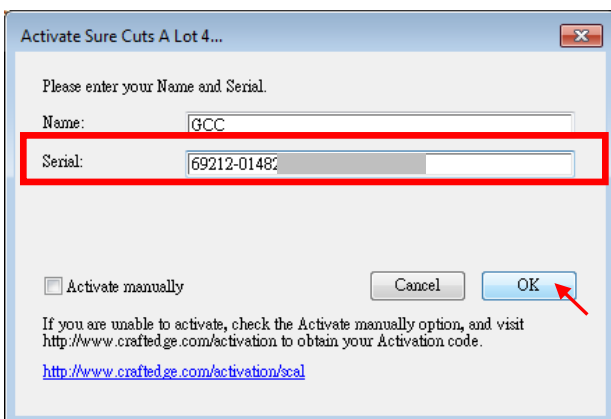 Activate Sure Cuts A Lot 4...
Please enter your Name and Serial.
Name: GCC
Serial: 69212-01482
Activate manually
Cancel
OK
If you are unable to activate, check the Activate manually option, and visit
http://www.craftedge.com/activation to obtain your Activation code.
http://www.craftedge.com/activation/scal